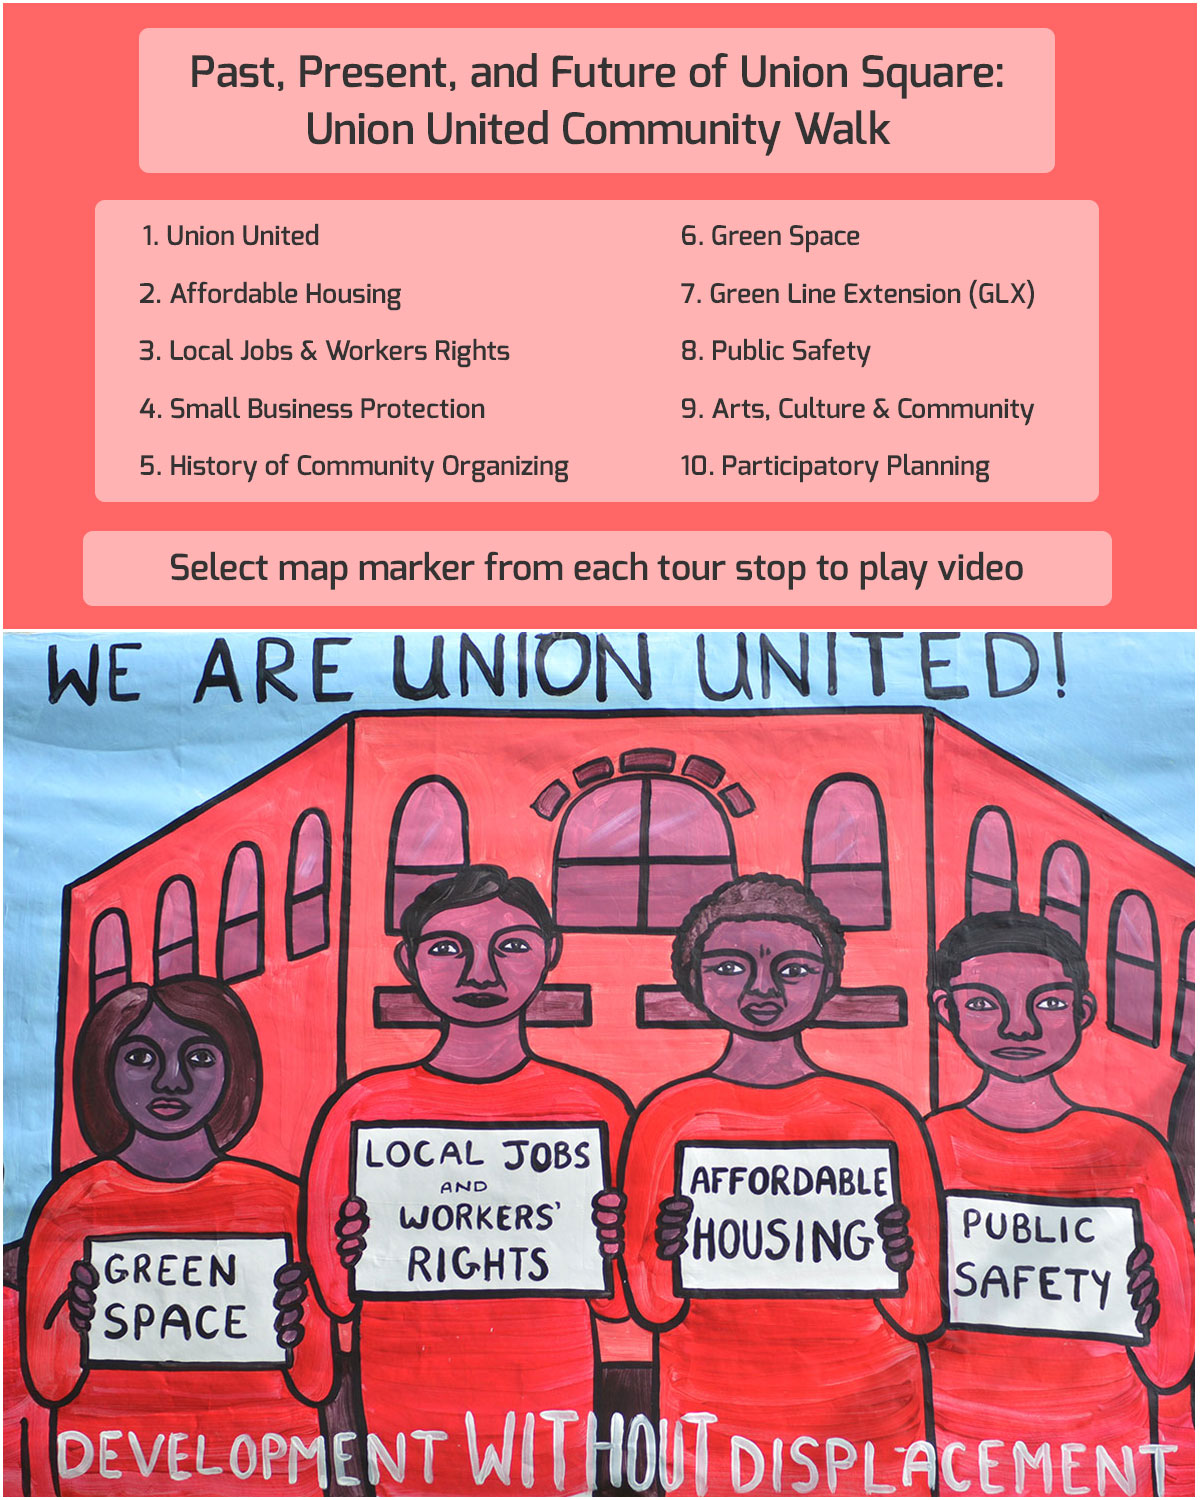 Past, Present, and Future of Union Square:
Union United Community Walk
1. Union United
2. Affordable Housing
3. Local Jobs & Workers Rights
4. Small Business Protection
5. History of Community Organizing
6. Green Space
7. Green Line Extension (GLX)
8. Public Safety
9. Arts, Culture & Community
10. Participatory Planning
Select map marker from each tour stop to play video
WE ARE UNION UNITED!
GREEN
SPACE
LOCAL JOBS
AND
WORKERS'
RIGHTS
AFFORDABLE
HOUSING
PUBLIC
SAFETY
DEVELOPMENT WITHOUT DISPLACEMENT